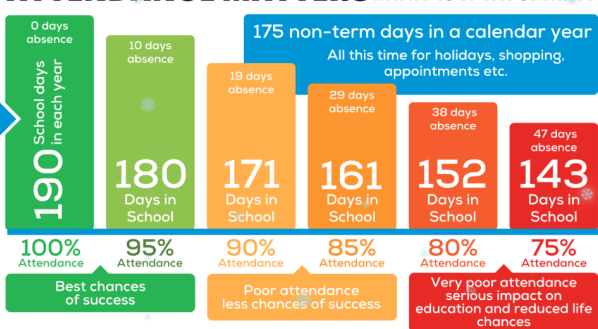 175 non-term days in a calendar year
All this time for holidays, shopping,
appointments etc.
0 days
absence
190 School days
in each year
100%
Attendance
10 days
absence
180
Days in
School
95%
Attendance
19 days
absence
171
Days in
School
90%
Attendance
29 days
absence
161
Days in
School
85%
Attendance
38 days
absence
152
Days in
School
80%
Attendance
47 days
absence
143
Days in
School
75%
Attendance
Best chances
of success
Poor attendance
less chances of success
Very poor attendance
serious impact on
education and reduced life
chances